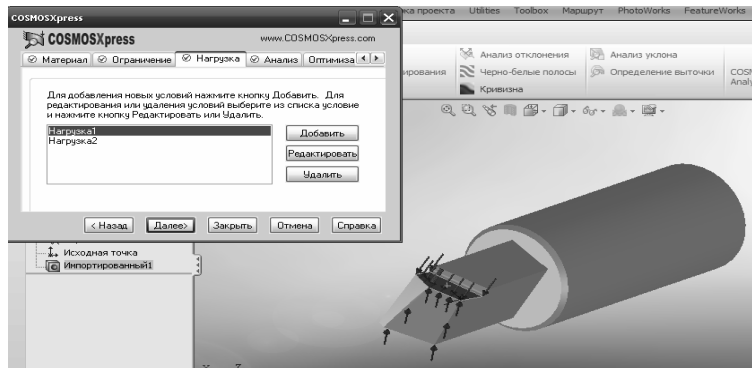 COSMOSXpress
COSMOSXpress www.COSMOSXpress.com
Материал Ограничение Нагрузка Анализ Оптимиза
Для добавления новых условий нажмите кнопку Добавить. Для
редактирования или удаления условий выберите из списка условие
и нажмите кнопку Редактировать или Удалить.
Нагрузка1
Нагрузка2
Добавить
Редактировать
Удалить
< Назад Далее> Закрыть Отмена Справка
Исходная точка
Импортированный1
ка проекта Utilities Toolbox Маршрут PhotoWorks FeatureWorks
Анализ отклонения Анализ уклона
ирования Черно-белые полосы Определение выточки COSM
Analy
Кривизна